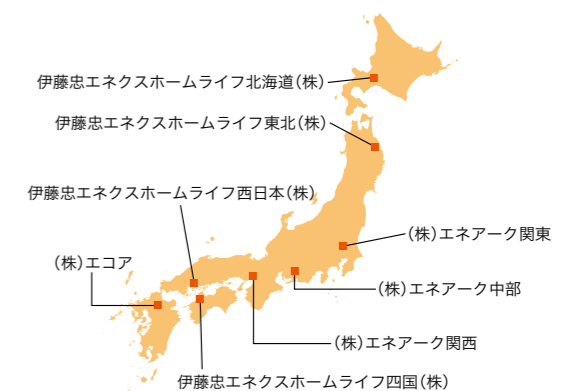 伊藤忠エネクスホームライフ北海道(株)
伊藤忠エネクスホームライフ東北(株)
伊藤忠エネクスホームライフ西日本(株)
(株)エネアーク関東
(株)エコア
(株)エネアーク中部
(株)エネアーク関西
伊藤忠エネクスホームライフ四国(株)